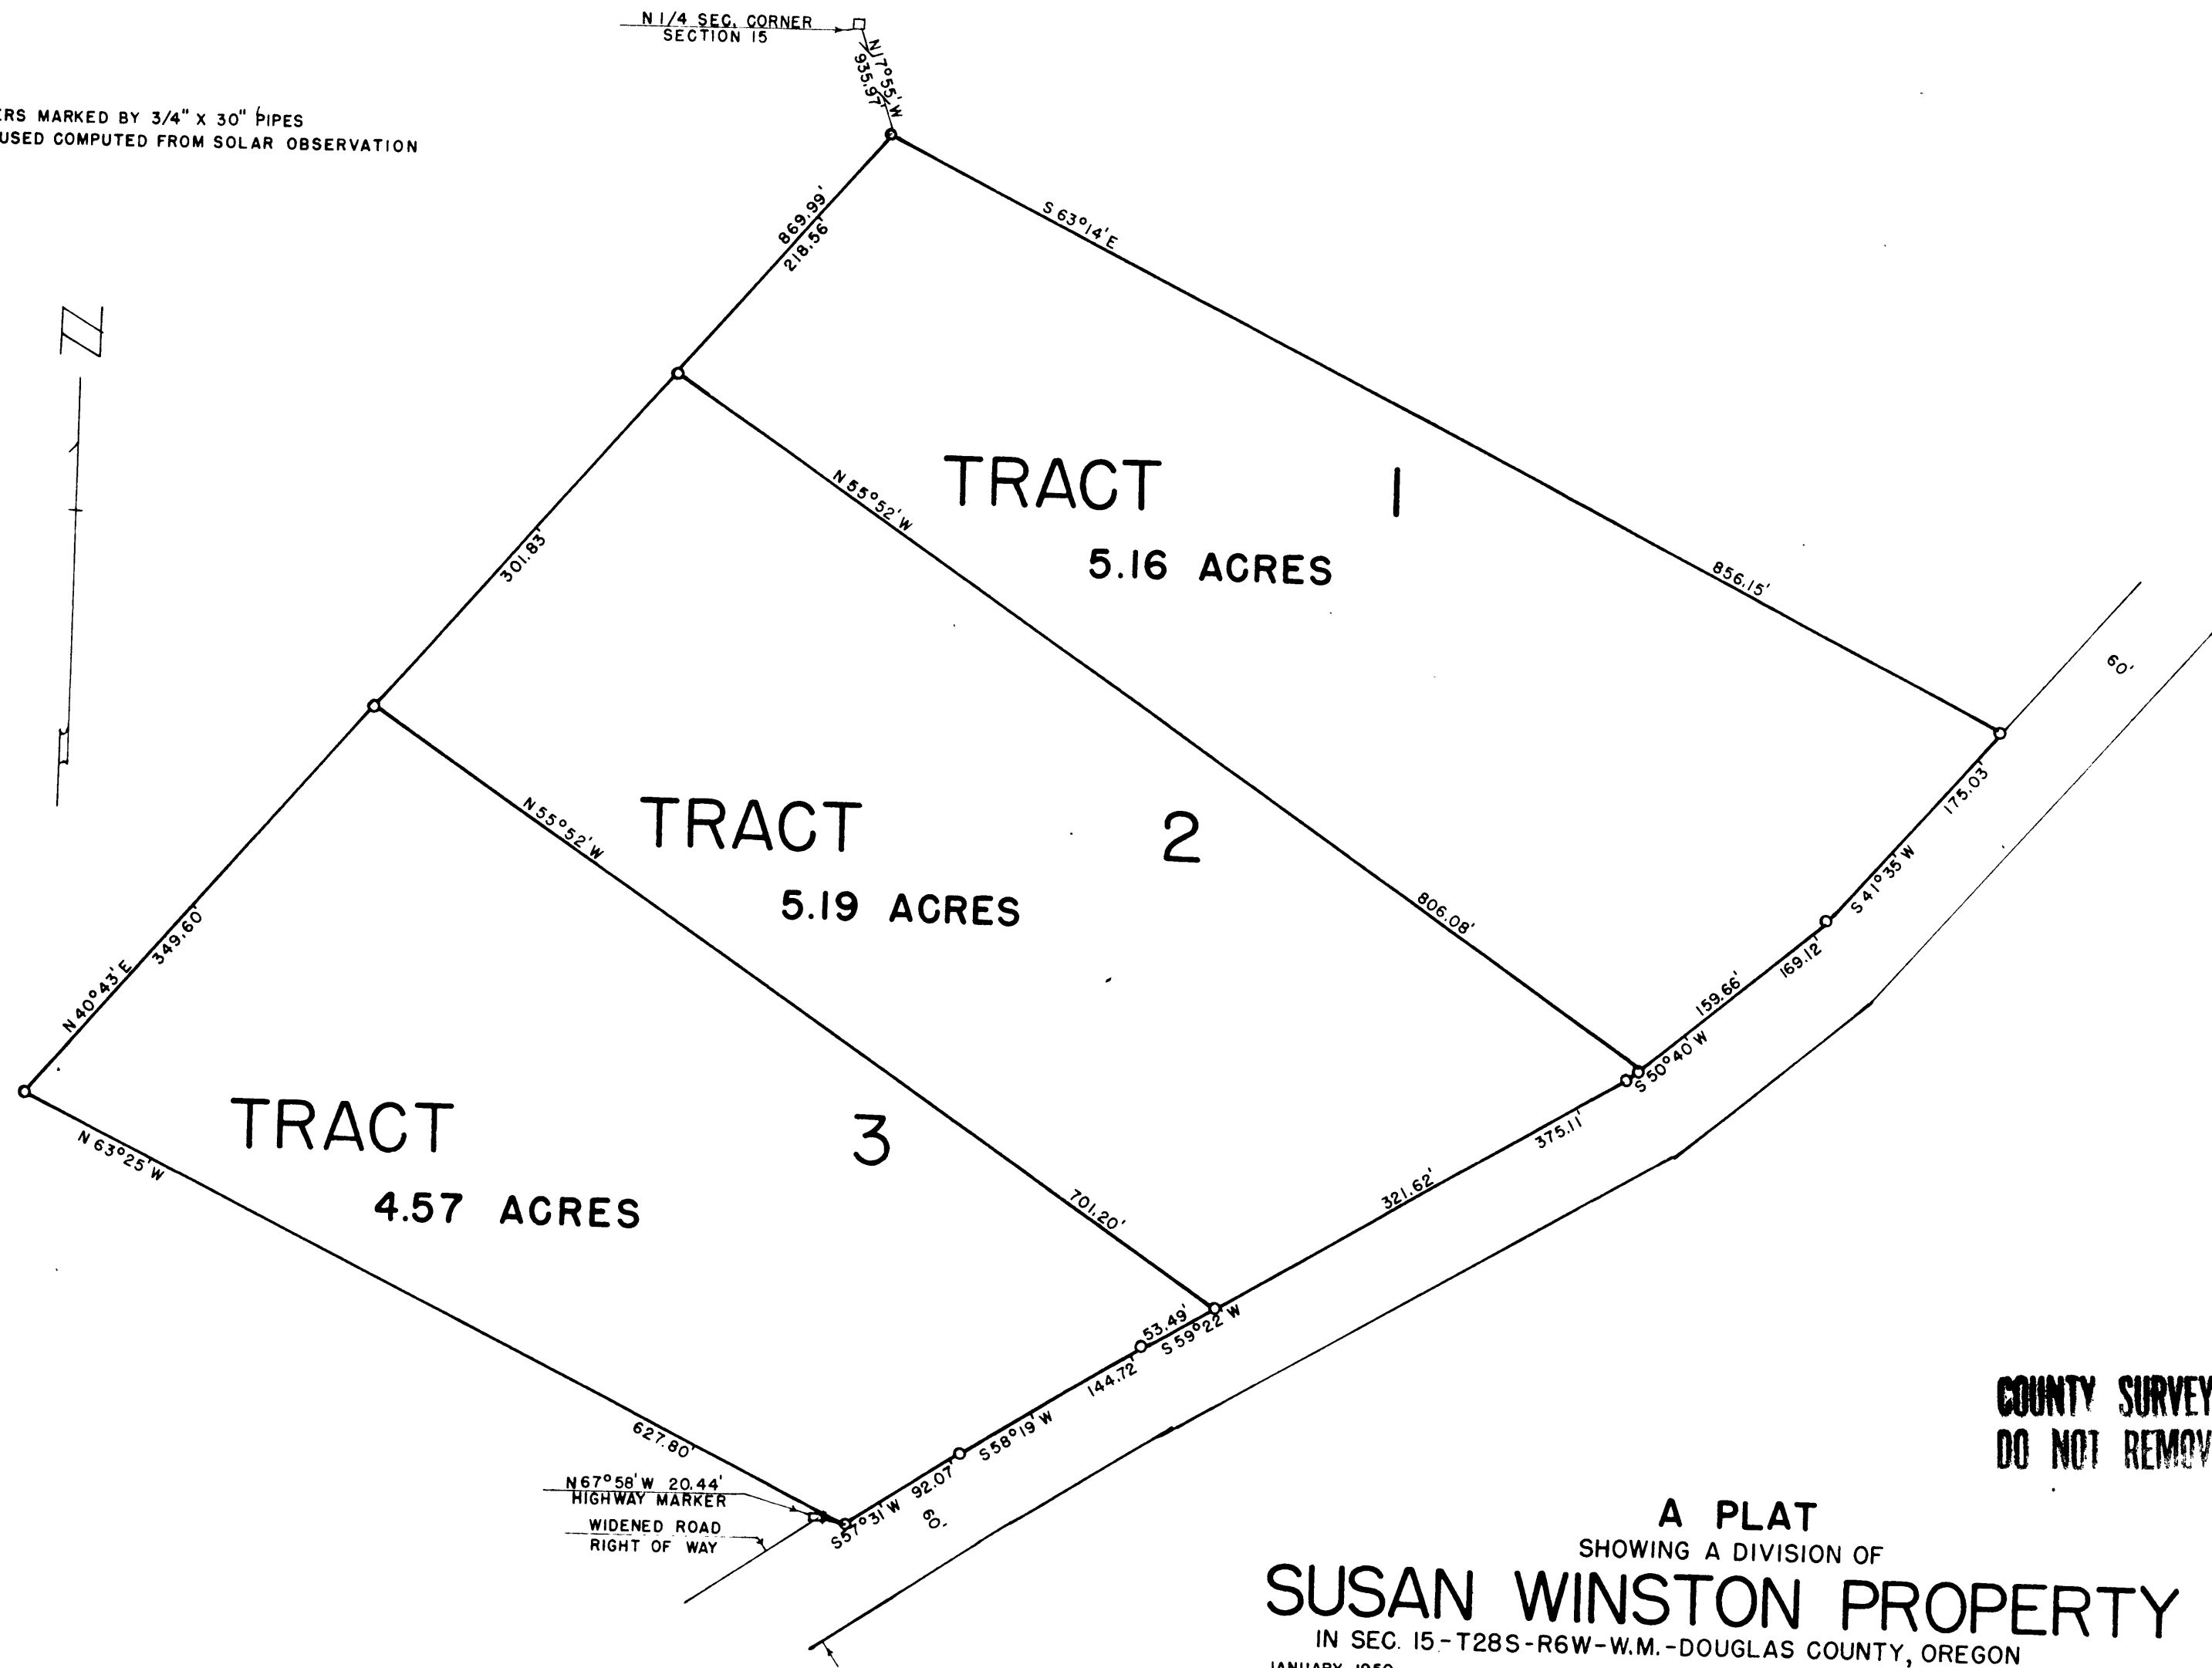 N 1/4 SEC. CORNER
SECTION 15
N 17°55' W
935.97'
MARKED BY 3/4" X 30" PIPES
USED COMPUTED FROM SOLAR OBSERVATION
N
869.99'
218.56'
S 63°14' E
856.15'
TRACT 1
5.16 ACRES
N 55°52' W
806.08'
301.83'
60'
175.03'
S 41°35' W
169.12'
159.66'
S 50°40' W
TRACT 2
5.19 ACRES
N 55°52' W
701.20'
349.60'
N 40°43' E
375.11'
321.62'
TRACT 3
4.57 ACRES
N 63°25' W
627.80'
53.49'
S 59°22' W
144.72'
S 58°19' W
92.07'
S 57°31' W
60'
N 67°58' W 20.44'
HIGHWAY MARKER
WIDENED ROAD
RIGHT OF WAY
COUNTY SURVEY
DO NOT REMOV
A PLAT
SHOWING A DIVISION OF
SUSAN WINSTON PROPERTY
IN SEC. 15-T28S-R6W-W.M.-DOUGLAS COUNTY, OREGON